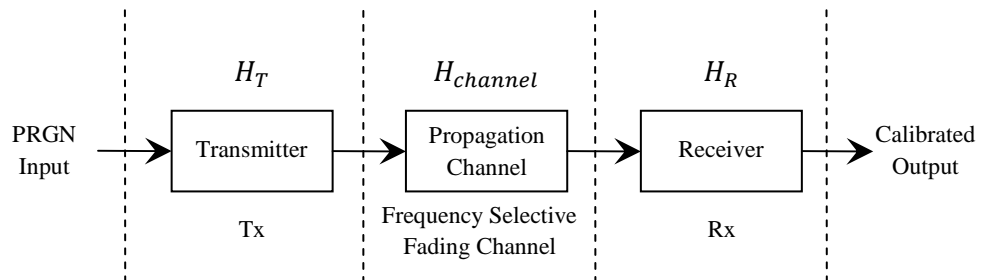 H_T
H_channel
H_R
PRGN
Input
Transmitter
Propagation
Channel
Receiver
Calibrated
Output
Tx
Frequency Selective
Fading Channel
Rx